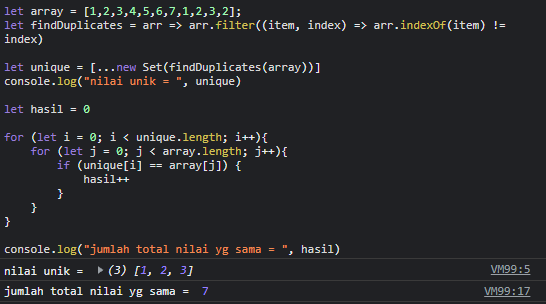 let array = [1,2,3,4,5,6,7,1,2,3,2];
let findDuplicates = arr => arr.filter((item, index) => arr.indexOf(item) !=
index)
let unique = [...new Set(findDuplicates(array))]
console.log("nilai unik = ", unique)
let hasil = 0
for (let i = 0; i < unique.length; i++){
    for (let j = 0; j < array.length; j++){
        if (unique[i] == array[j]) {
            hasil++
        }
    }
}
console.log("jumlah total nilai yg sama = ", hasil)
nilai unik = ▸ (3) [1, 2, 3] VM99:5
jumlah total nilai yg sama = 7 VM99:17